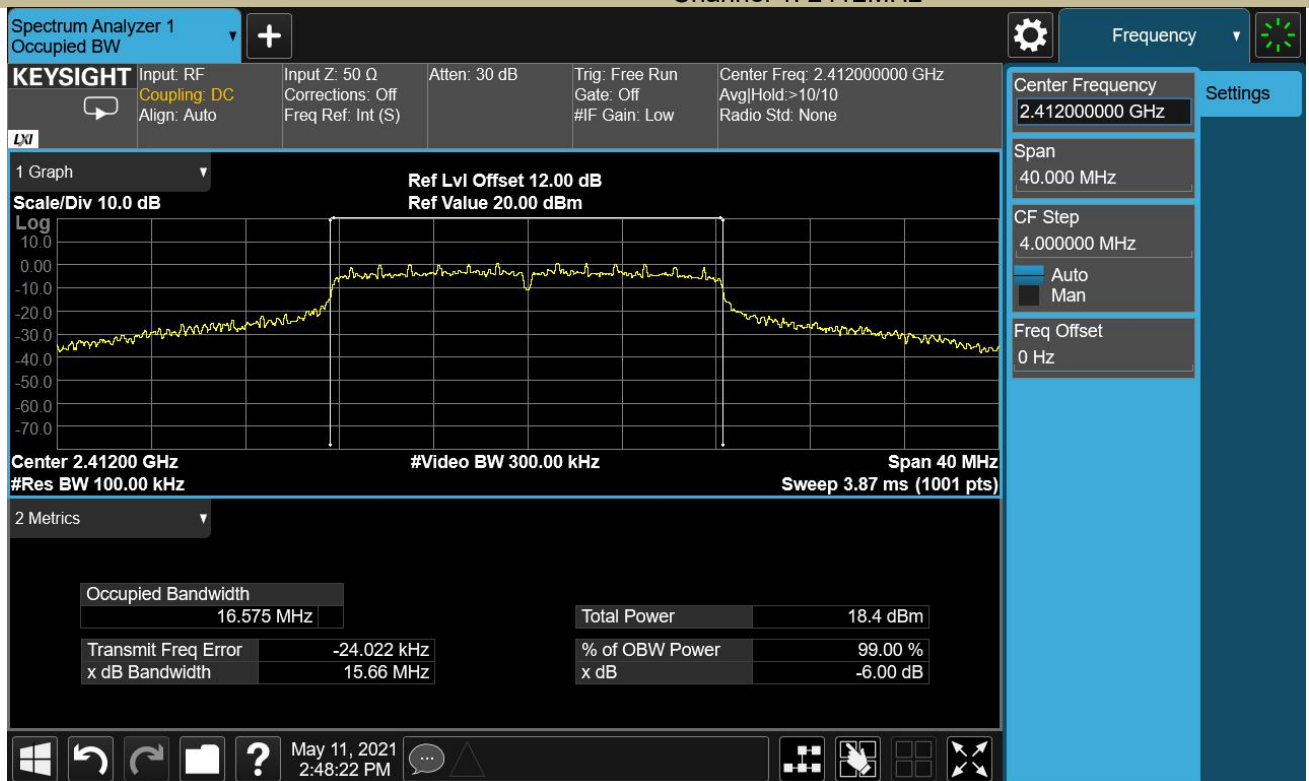 Spectrum Analyzer 1
Occupied BW
+
Frequency
KEYSIGHT
LXI
Input: RF
Coupling: DC
Align: Auto
Input Z: 50 Ω
Corrections: Off
Freq Ref: Int (S)
Atten: 30 dB
Trig: Free Run
Gate: Off
#IF Gain: Low
Center Freq: 2.412000000 GHz
Avg|Hold:>10/10
Radio Std: None
Center Frequency
2.412000000 GHz
Settings
Span
40.000 MHz
CF Step
4.000000 MHz
Auto
Man
Freq Offset
0 Hz
1 Graph
Scale/Div 10.0 dB
Ref Lvl Offset 12.00 dB
Ref Value 20.00 dBm
Log
10.0
0.00
-10.0
-20.0
-30.0
-40.0
-50.0
-60.0
-70.0
Center 2.41200 GHz
#Video BW 300.00 kHz
Span 40 MHz
#Res BW 100.00 kHz
Sweep 3.87 ms (1001 pts)
2 Metrics
Occupied Bandwidth
16.575 MHz
Total Power 18.4 dBm
Transmit Freq Error -24.022 kHz
% of OBW Power 99.00 %
x dB Bandwidth 15.66 MHz
x dB -6.00 dB
?
May 11, 2021
2:48:22 PM